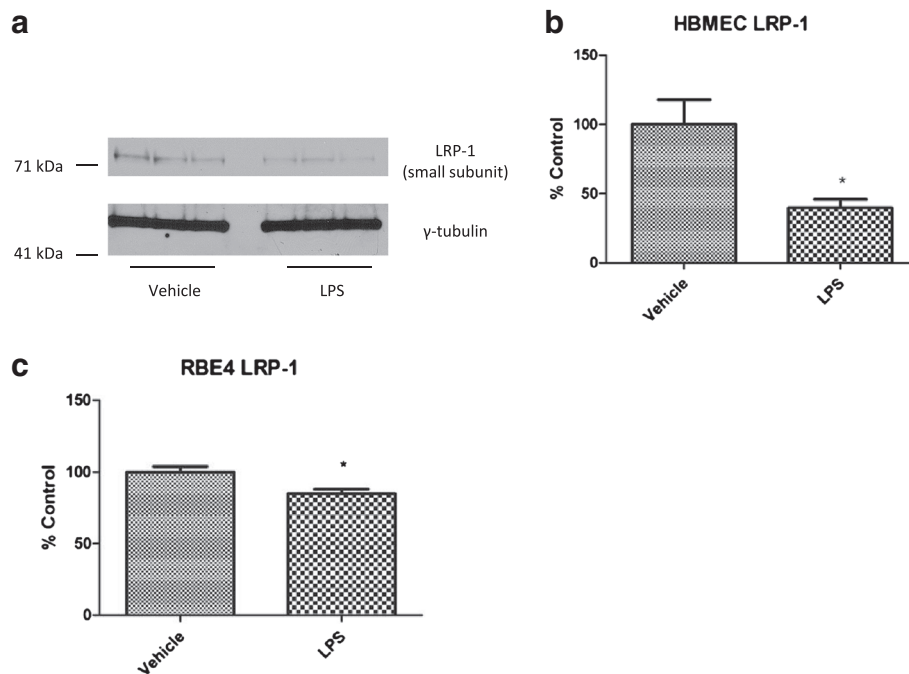 a
71 kDa
LRP-1
(small subunit)
γ-tubulin
41 kDa
Vehicle
LPS
b
HBMEC LRP-1
% Control
150
100
50
0
Vehicle
LPS
*
c
RBE4 LRP-1
% Control
150
100
50
0
Vehicle
LPS
*